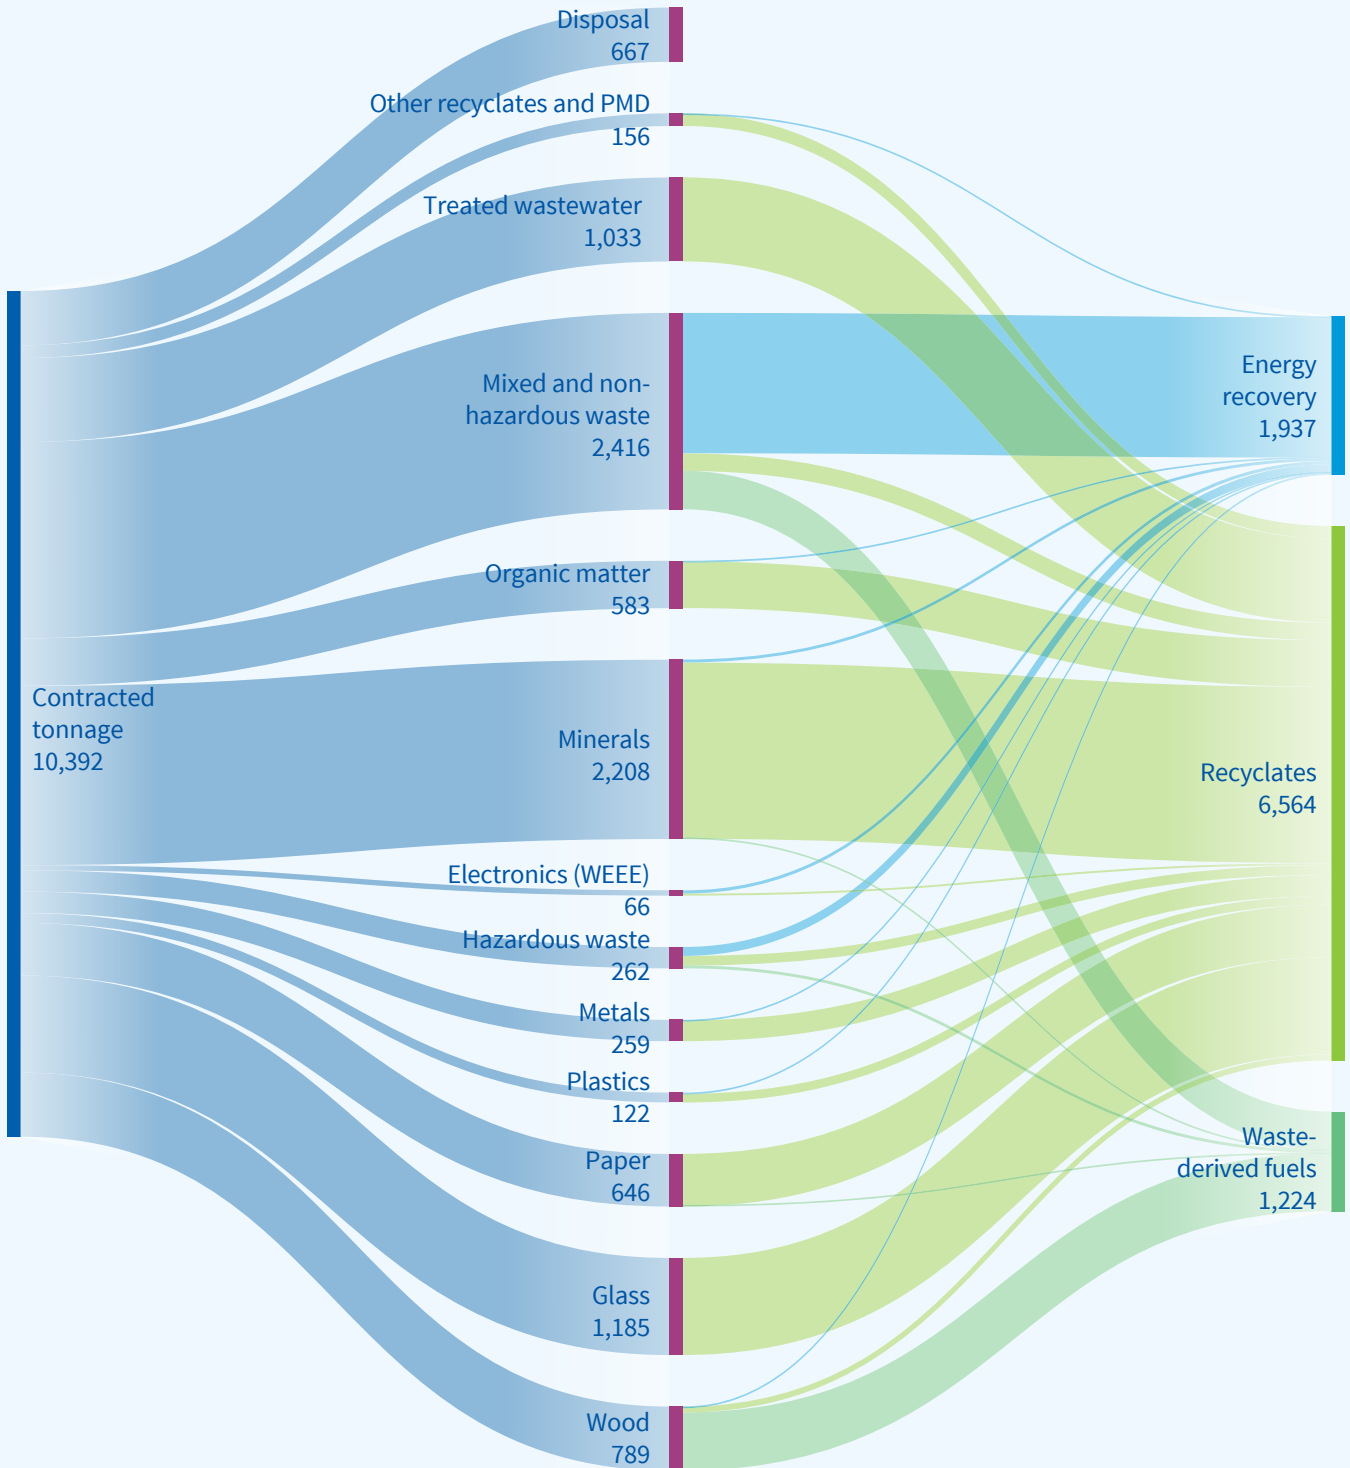 Disposal
667
Other recyclates and PMD
156
Treated wastewater
1,033
Mixed and non-
hazardous waste
2,416
Organic matter
583
Contracted
tonnage
10,392
Minerals
2,208
Electronics (WEEE)
66
Hazardous waste
262
Metals
259
Plastics
122
Paper
646
Glass
1,185
Wood
789
Energy
recovery
1,937
Recyclates
6,564
Waste-
derived fuels
1,224